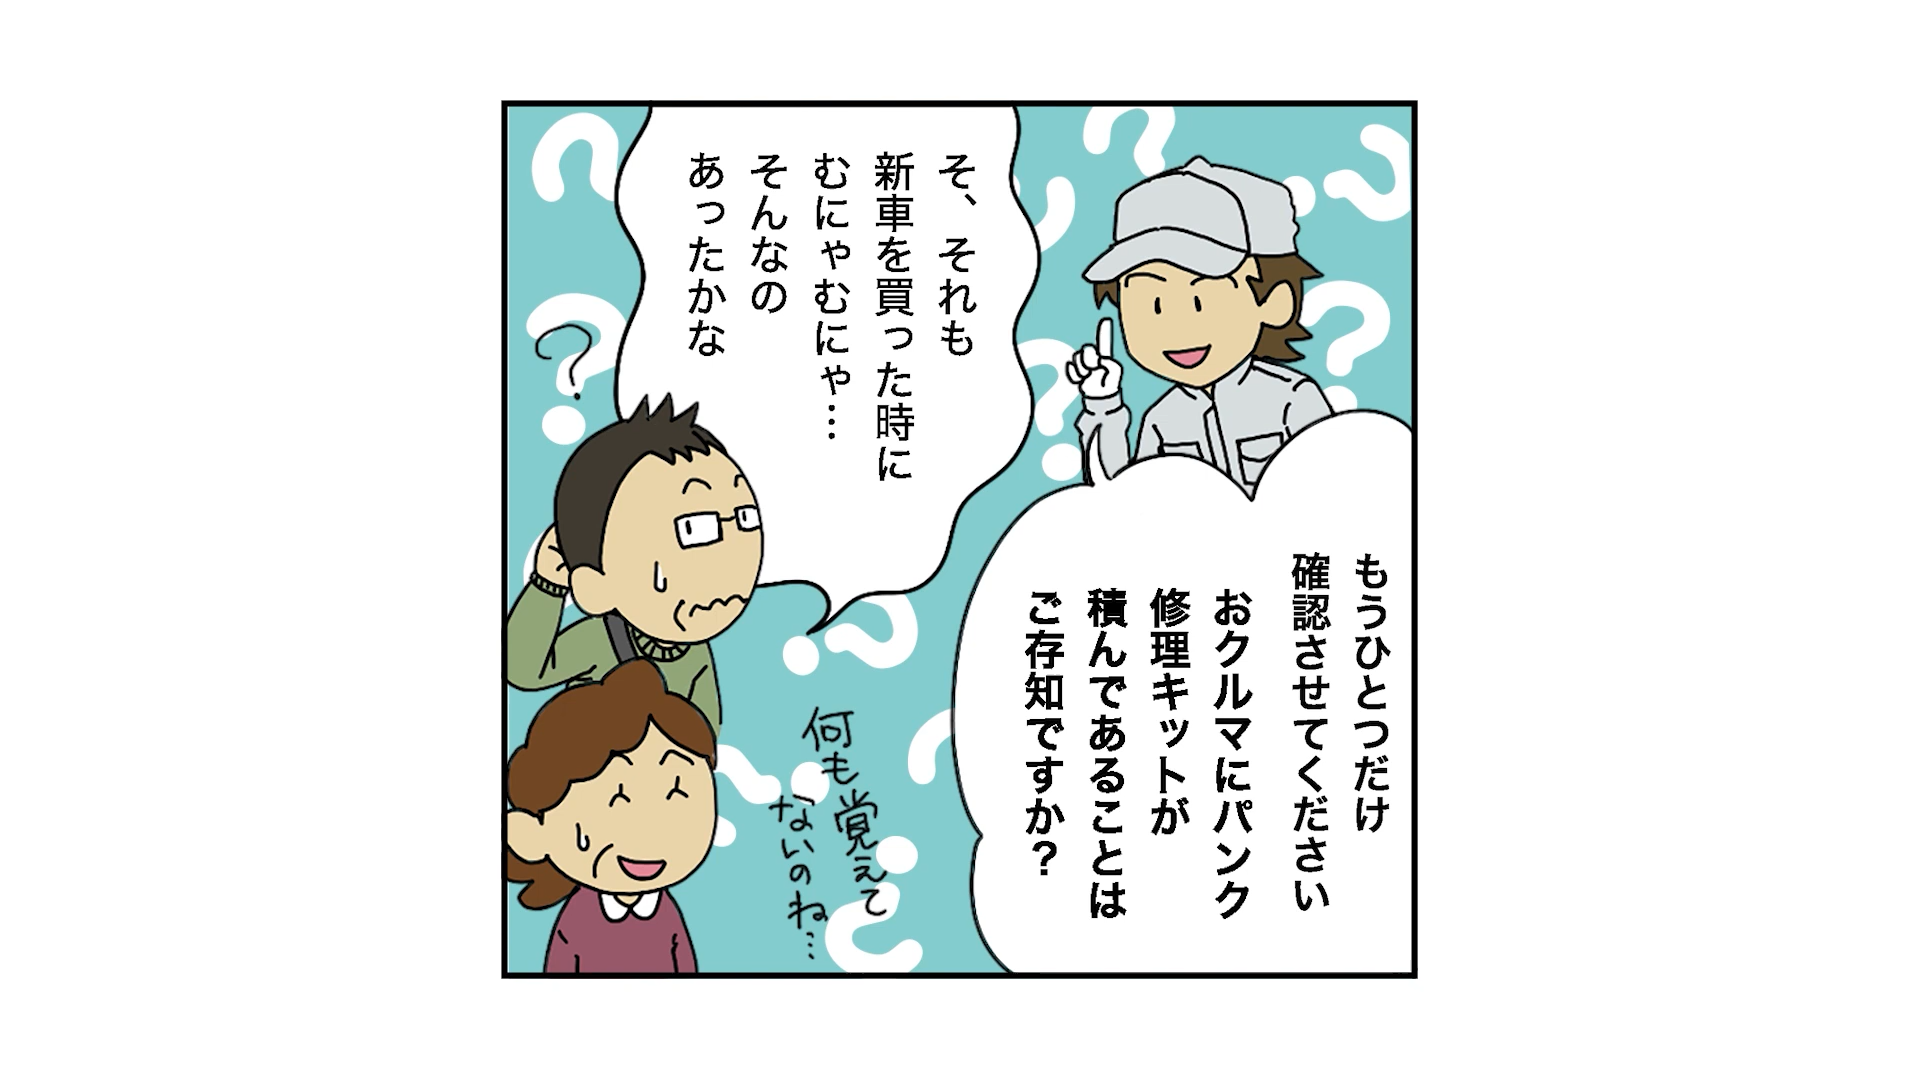 もうひとつだけ
確認させてください
おクルマにパンク
修理キットが
積んであることは
ご存知ですか？
そ、それも
新車を買った時に
むにゃむにゃ…
そんなの
あったかな
何も覚えて
ないのね…